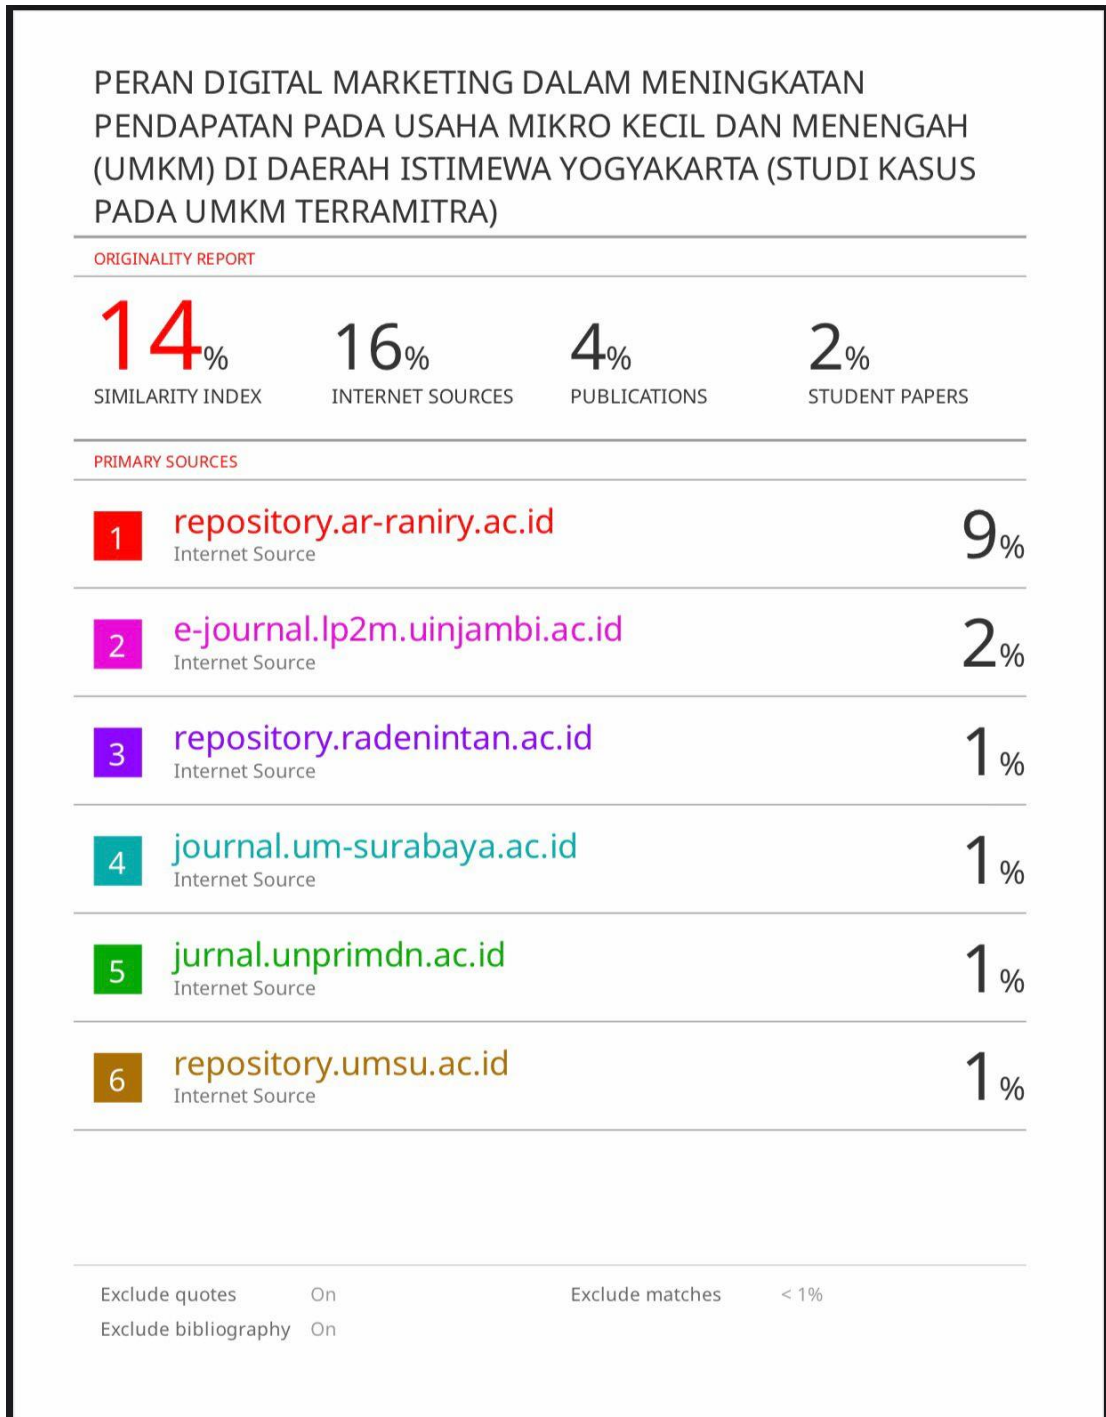 PERAN DIGITAL MARKETING DALAM MENINGKATAN
PENDAPATAN PADA USAHA MIKRO KECIL DAN MENENGAH
(UMKM) DI DAERAH ISTIMEWA YOGYAKARTA (STUDI KASUS
PADA UMKM TERRAMITRA)
ORIGINALITY REPORT
14% 16% 4% 2%
SIMILARITY INDEX INTERNET SOURCES PUBLICATIONS STUDENT PAPERS
PRIMARY SOURCES
1 repository.ar-raniry.ac.id 9%
Internet Source
2 e-journal.lp2m.uinjambi.ac.id 2%
Internet Source
3 repository.radenintan.ac.id 1%
Internet Source
4 journal.um-surabaya.ac.id 1%
Internet Source
5 jurnal.unprimdn.ac.id 1%
Internet Source
6 repository.umsu.ac.id 1%
Internet Source
Exclude quotes On Exclude matches < 1%
Exclude bibliography On